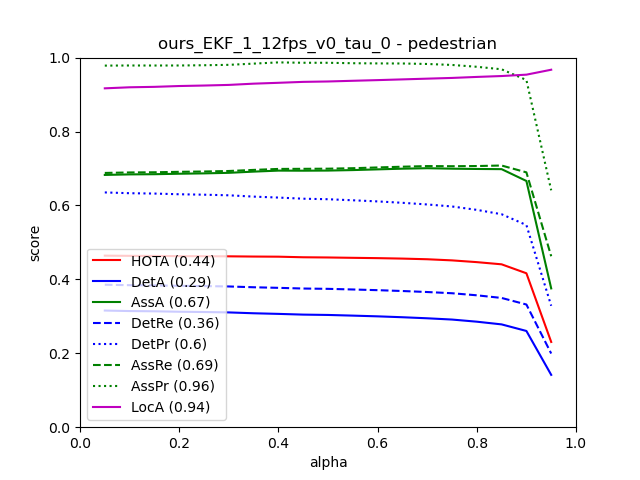 ours_EKF_1_12fps_v0_tau_0 - pedestrian
1.0
0.8
0.6
0.4
0.2
0.0
score
HOTA (0.44)
DetA (0.29)
AssA (0.67)
DetRe (0.36)
DetPr (0.6)
AssRe (0.69)
AssPr (0.96)
LocA (0.94)
0.0 0.2 0.4 0.6 0.8 1.0
alpha